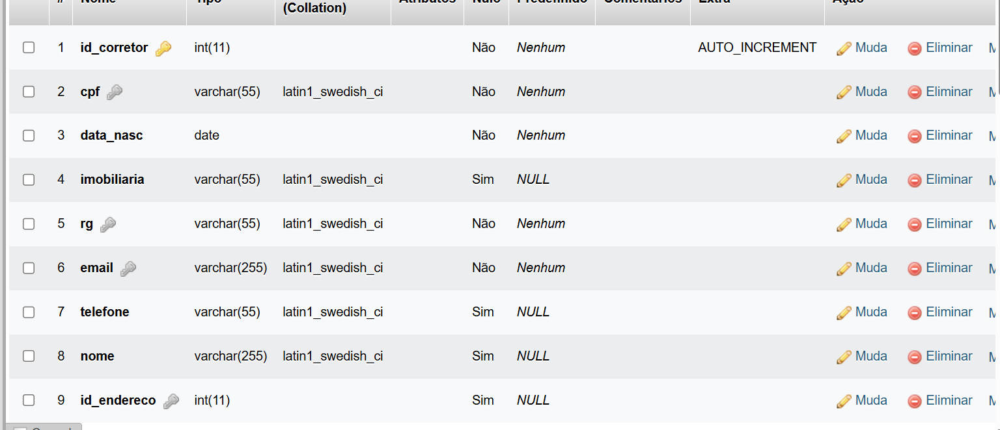 (Collation)
1 id_corretor int(11) Não Nenhum AUTO_INCREMENT Muda Eliminar
2 cpf varchar(55) latin1_swedish_ci Não Nenhum Muda Eliminar
3 data_nasc date Não Nenhum Muda Eliminar
4 imobiliaria varchar(55) latin1_swedish_ci Sim NULL Muda Eliminar
5 rg varchar(55) latin1_swedish_ci Não Nenhum Muda Eliminar
6 email varchar(255) latin1_swedish_ci Não Nenhum Muda Eliminar
7 telefone varchar(55) latin1_swedish_ci Sim NULL Muda Eliminar
8 nome varchar(255) latin1_swedish_ci Sim NULL Muda Eliminar
9 id_endereco int(11) Sim NULL Muda Eliminar